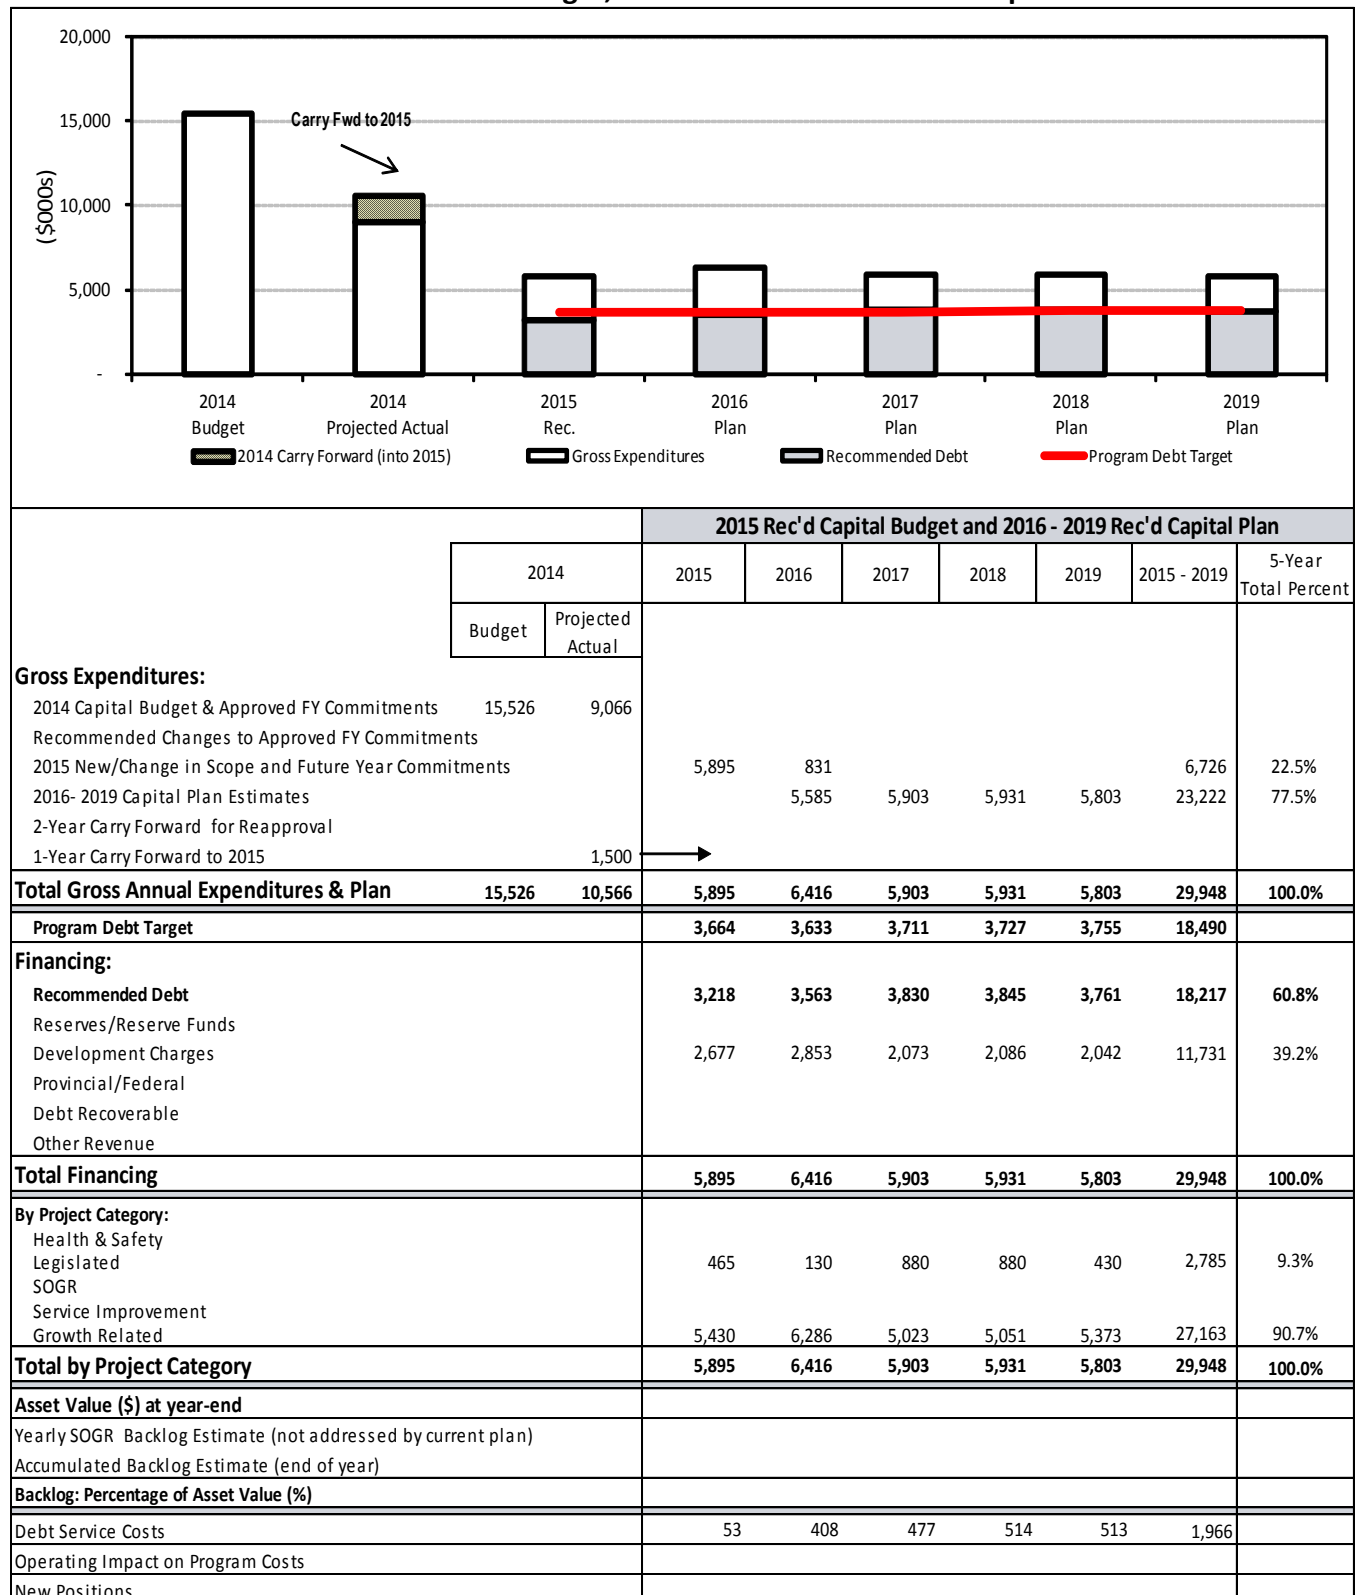 20,000
15,000
10,000
5,000
-
($000s)
Carry Fwd to 2015
2014 2014 2015 2016 2017 2018 2019
Budget Projected Actual Rec. Plan Plan Plan Plan
2014 Carry Forward (into 2015) Gross Expenditures Recommended Debt Program Debt Target
2015 Rec'd Capital Budget and 2016 - 2019 Rec'd Capital Plan
2014 2015 2016 2017 2018 2019 2015 - 2019 5-Year Total Percent
Budget Projected Actual
Gross Expenditures:
2014 Capital Budget & Approved FY Commitments 15,526 9,066
Recommended Changes to Approved FY Commitments
2015 New/Change in Scope and Future Year Commitments 5,895 831 6,726 22.5%
2016- 2019 Capital Plan Estimates 5,585 5,903 5,931 5,803 23,222 77.5%
2-Year Carry Forward for Reapproval
1-Year Carry Forward to 2015 1,500
Total Gross Annual Expenditures & Plan 15,526 10,566 5,895 6,416 5,903 5,931 5,803 29,948 100.0%
Program Debt Target 3,664 3,633 3,711 3,727 3,755 18,490
Financing:
Recommended Debt 3,218 3,563 3,830 3,845 3,761 18,217 60.8%
Reserves/Reserve Funds
Development Charges 2,677 2,853 2,073 2,086 2,042 11,731 39.2%
Provincial/Federal
Debt Recoverable
Other Revenue
Total Financing 5,895 6,416 5,903 5,931 5,803 29,948 100.0%
By Project Category:
Health & Safety
Legislated 465 130 880 880 430 2,785 9.3%
SOGR
Service Improvement
Growth Related 5,430 6,286 5,023 5,051 5,373 27,163 90.7%
Total by Project Category 5,895 6,416 5,903 5,931 5,803 29,948 100.0%
Asset Value ($) at year-end
Yearly SOGR Backlog Estimate (not addressed by current plan)
Accumulated Backlog Estimate (end of year)
Backlog: Percentage of Asset Value (%)
Debt Service Costs 53 408 477 514 513 1,966
Operating Impact on Program Costs
New Positions